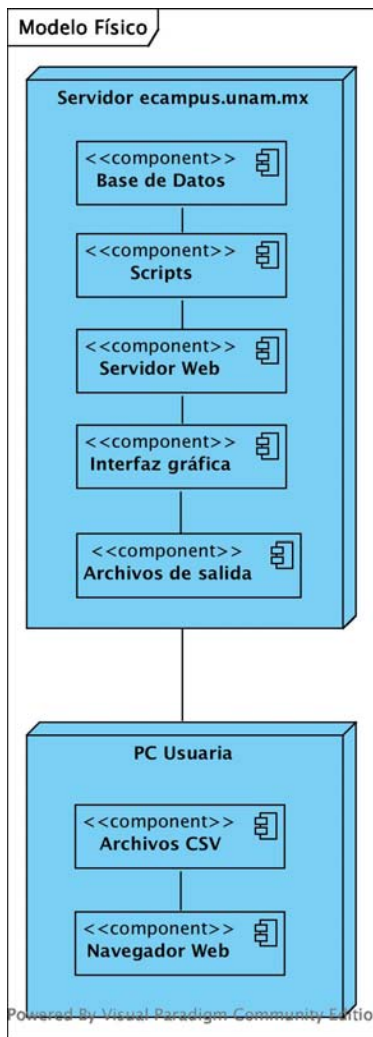 Modelo Físico
Servidor ecampus.unam.mx
<<component>>
Base de Datos
<<component>>
Scripts
<<component>>
Servidor Web
<<component>>
Interfaz gráfica
<<component>>
Archivos de salida
PC Usuaria
<<component>>
Archivos CSV
<<component>>
Navegador Web
Powered By Visual Paradigm Community Editio